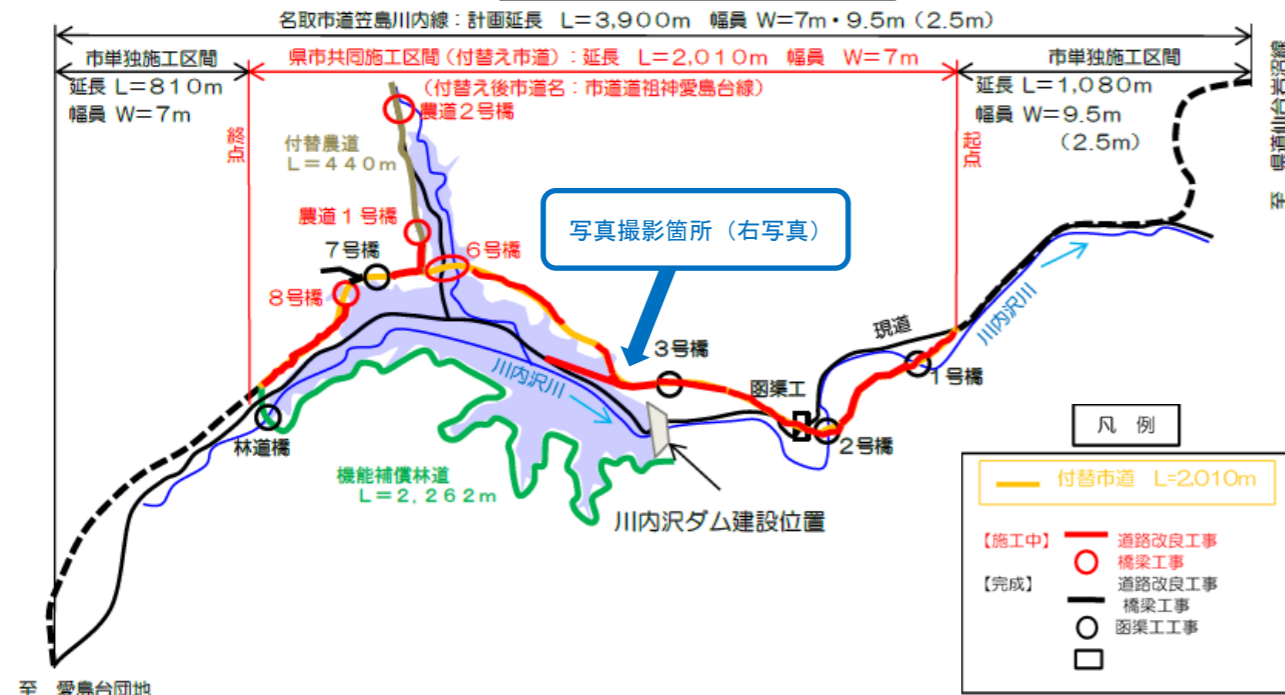 名取市道笠島川内線：計画延長 L=3,900m 幅員 W=7m・9.5m（2.5m）
市単独施工区間
延長 L=810m
幅員 W=7m
県市共同施工区間（付替え市道）：延長 L=2,010m 幅員 W=7m
（付替え後市道名：市道道祖神愛島台線）
市単独施工区間
延長 L=1,080m
幅員 W=9.5m
（2.5m）
至 県道仙台岩沼線
終点
起点
農道２号橋
付替農道
L＝４４０m
農道１号橋
７号橋
６号橋
８号橋
写真撮影箇所（右写真）
３号橋
現道
川内沢川
１号橋
函渠工
２号橋
川内沢川
林道橋
機能補償林道
L＝２，２６２m
川内沢ダム建設位置
至 愛島台団地
凡 例
付替市道 L=2,010m
【施工中】 道路改良工事
橋梁工事
【完成】 道路改良工事
橋梁工事
函渠工工事